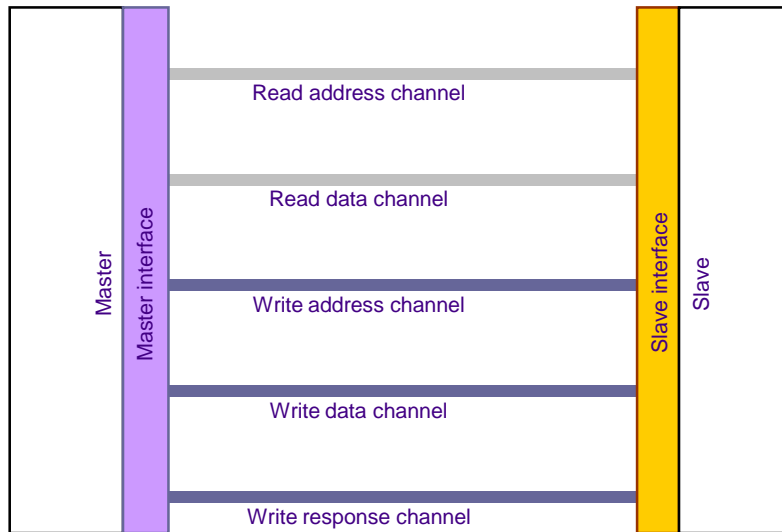 Read address channel
Read data channel
Master
Master interface
Write address channel
Slave interface
Slave
Write data channel
Write response channel